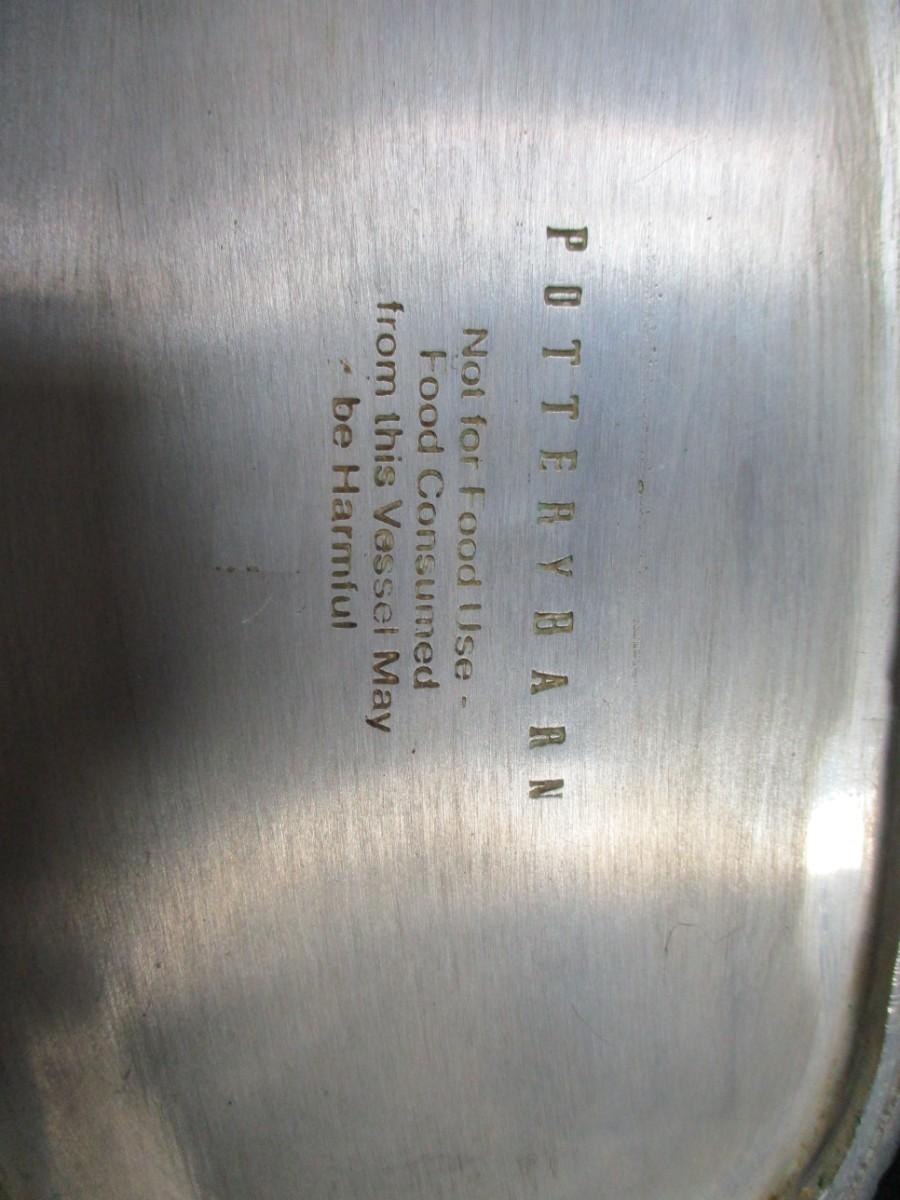 POTTERYBARN
Not for Food Use -
Food Consumed
from this Vessel May
be Harmful